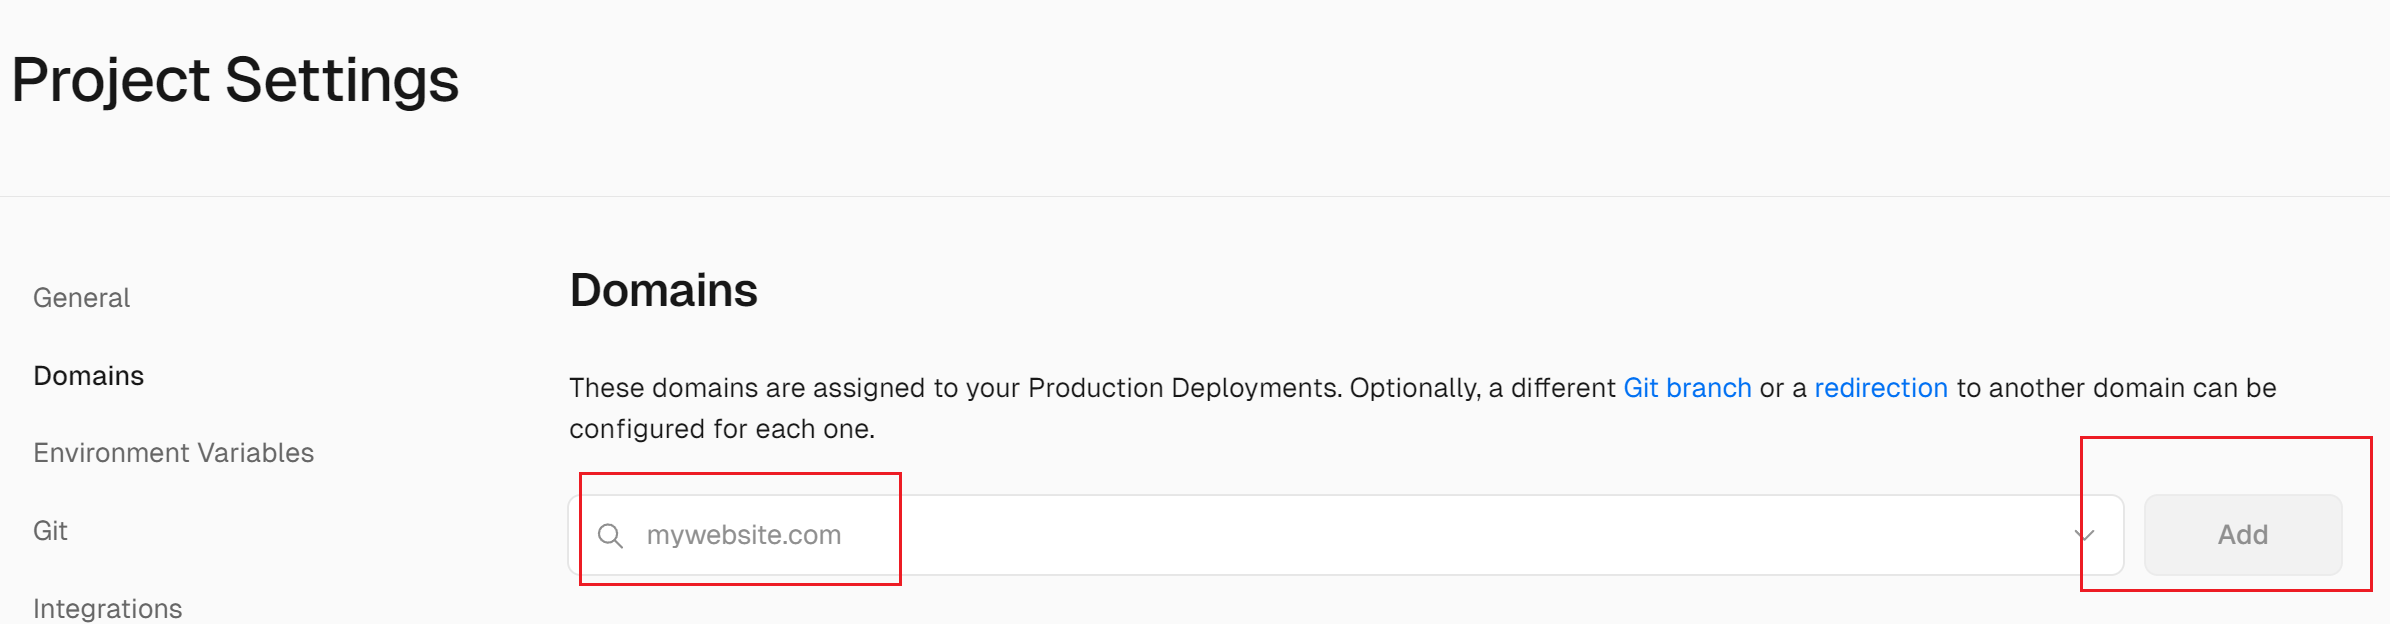 Project Settings
General
Domains
Environment Variables
Git
Integrations
Domains
These domains are assigned to your Production Deployments. Optionally, a different Git branch or a redirection to another domain can be
configured for each one.
mywebsite.com
Add